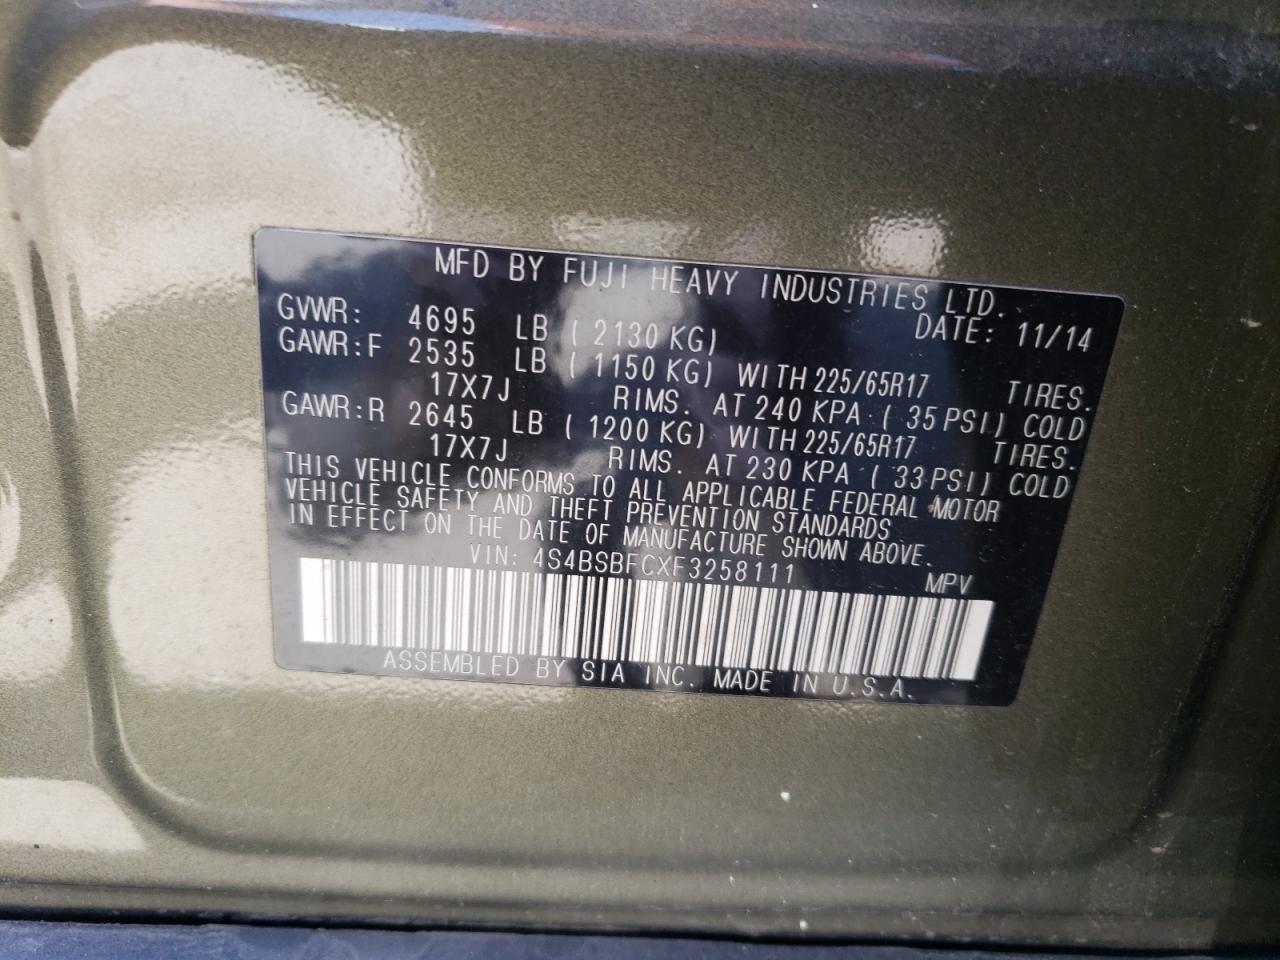 MFD BY FUJI HEAVY INDUSTRIES LTD.
DATE: 11/14
GVWR: 4695 LB ( 2130 KG)
GAWR:F 2535 LB ( 1150 KG) WITH 225/65R17 TIRES.
17X7J RIMS. AT 240 KPA ( 35 PSI) COLD
GAWR:R 2645 LB ( 1200 KG) WITH 225/65R17 TIRES.
17X7J RIMS. AT 230 KPA ( 33 PSI) COLD
THIS VEHICLE CONFORMS TO ALL APPLICABLE FEDERAL MOTOR
VEHICLE SAFETY AND THEFT PREVENTION STANDARDS
IN EFFECT ON THE DATE OF MANUFACTURE SHOWN ABOVE.
VIN: 4S4BSBFCXF3258111 MPV
ASSEMBLED BY SIA INC. MADE IN U.S.A.